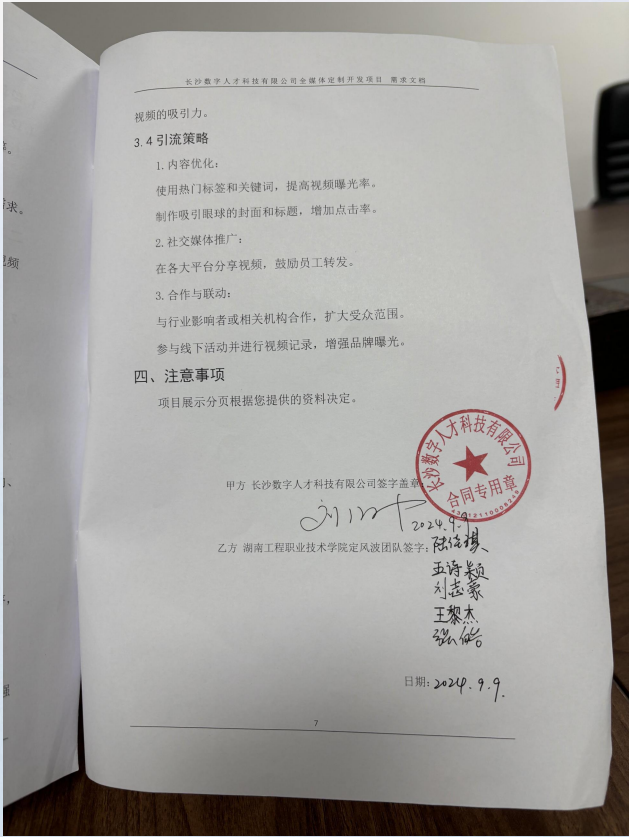 长沙数字人才科技有限公司全媒体定制开发项目 需求文档
视频的吸引力。
3.4引流策略
1.内容优化：
使用热门标签和关键词，提高视频曝光率。
制作吸引眼球的封面和标题，增加点击率。
2.社交媒体推广：
在各大平台分享视频，鼓励员工转发。
3.合作与联动：
与行业影响者或相关机构合作，扩大受众范围。
参与线下活动并进行视频记录，增强品牌曝光。
四、注意事项
项目展示分页根据您提供的资料决定。
长沙数字人才科技有限公司
合同专用章
甲方 长沙数字人才科技有限公司签字盖章：
2024.9.9
乙方 湖南工程职业技术学院定风波团队签字：
王诗颖
刘志豪
王黎杰
日期：2024.9.9.
7
求。
视频